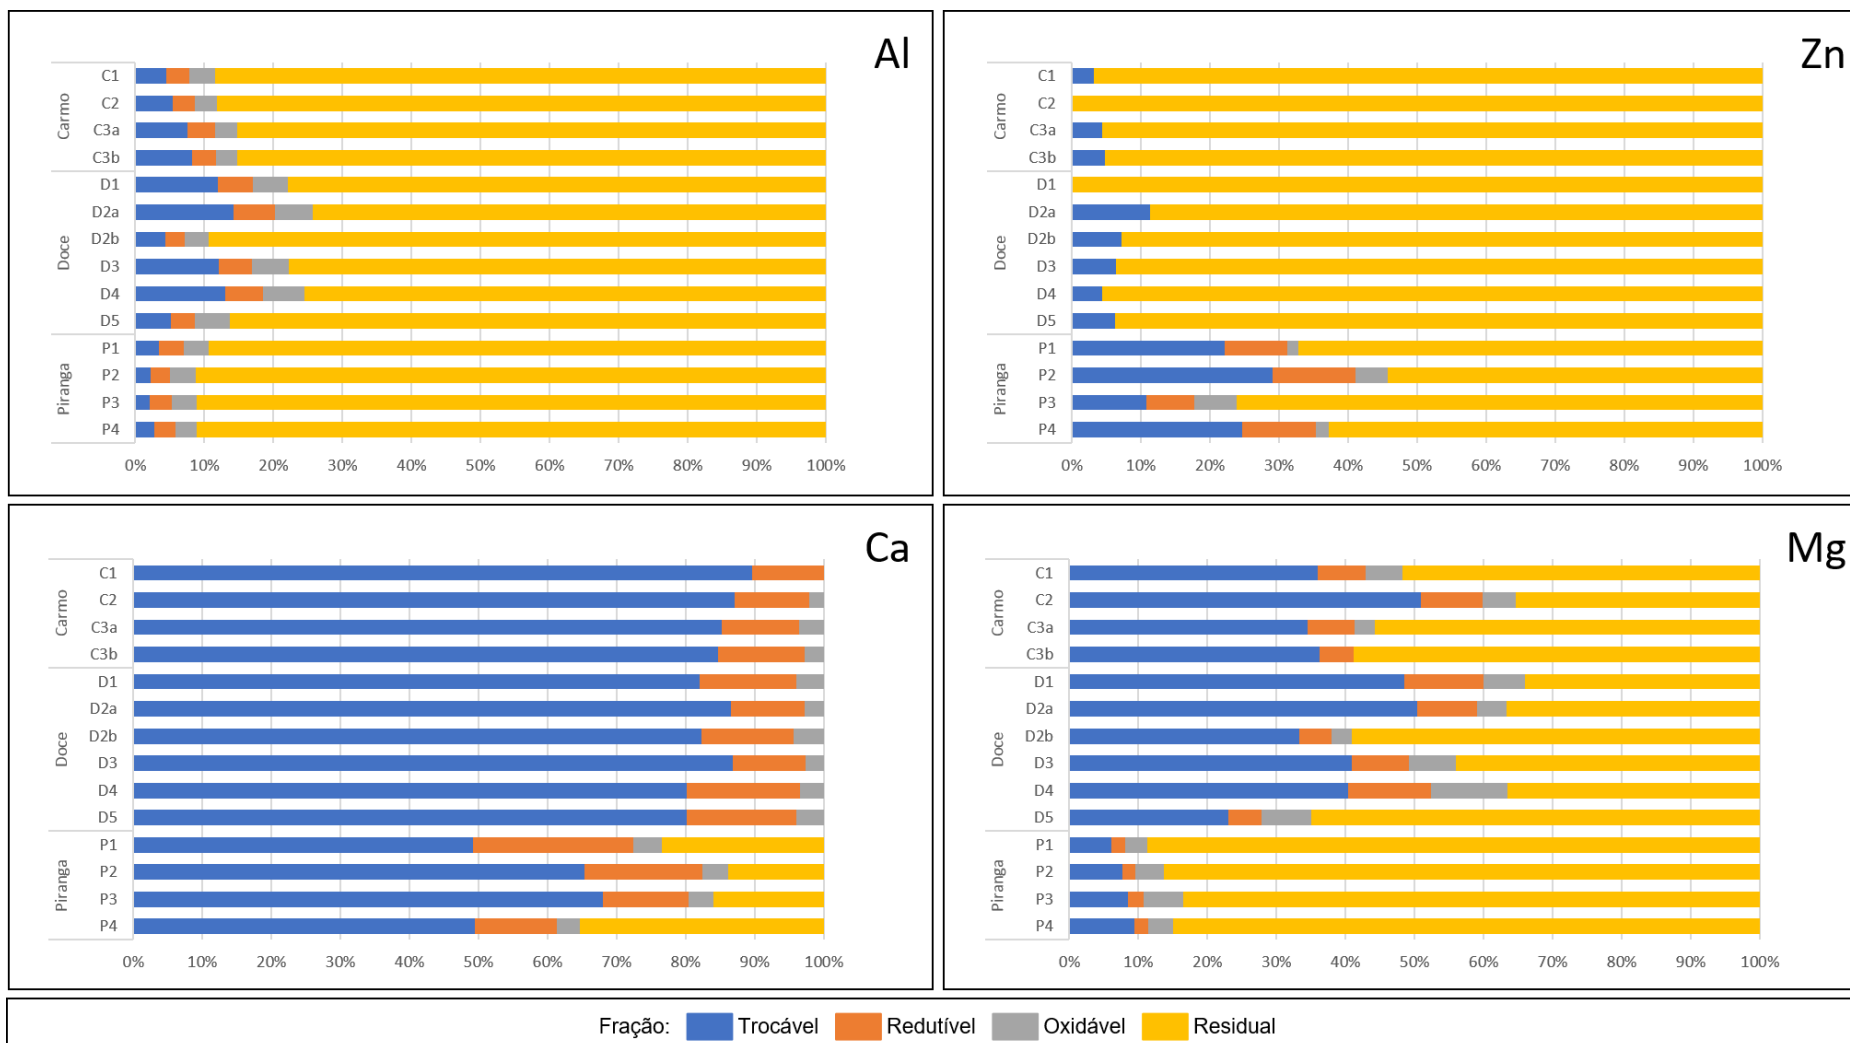 Al
Carmo
C1
C2
C3a
C3b
Doce
D1
D2a
D2b
D3
D4
D5
Piranga
P1
P2
P3
P4
0% 10% 20% 30% 40% 50% 60% 70% 80% 90% 100%
Zn
Carmo
C1
C2
C3a
C3b
Doce
D1
D2a
D2b
D3
D4
D5
Piranga
P1
P2
P3
P4
0% 10% 20% 30% 40% 50% 60% 70% 80% 90% 100%
Ca
Carmo
C1
C2
C3a
C3b
Doce
D1
D2a
D2b
D3
D4
D5
Piranga
P1
P2
P3
P4
0% 10% 20% 30% 40% 50% 60% 70% 80% 90% 100%
Mg
Carmo
C1
C2
C3a
C3b
Doce
D1
D2a
D2b
D3
D4
D5
Piranga
P1
P2
P3
P4
0% 10% 20% 30% 40% 50% 60% 70% 80% 90% 100%
Fração: Trocável Redutível Oxidável Residual